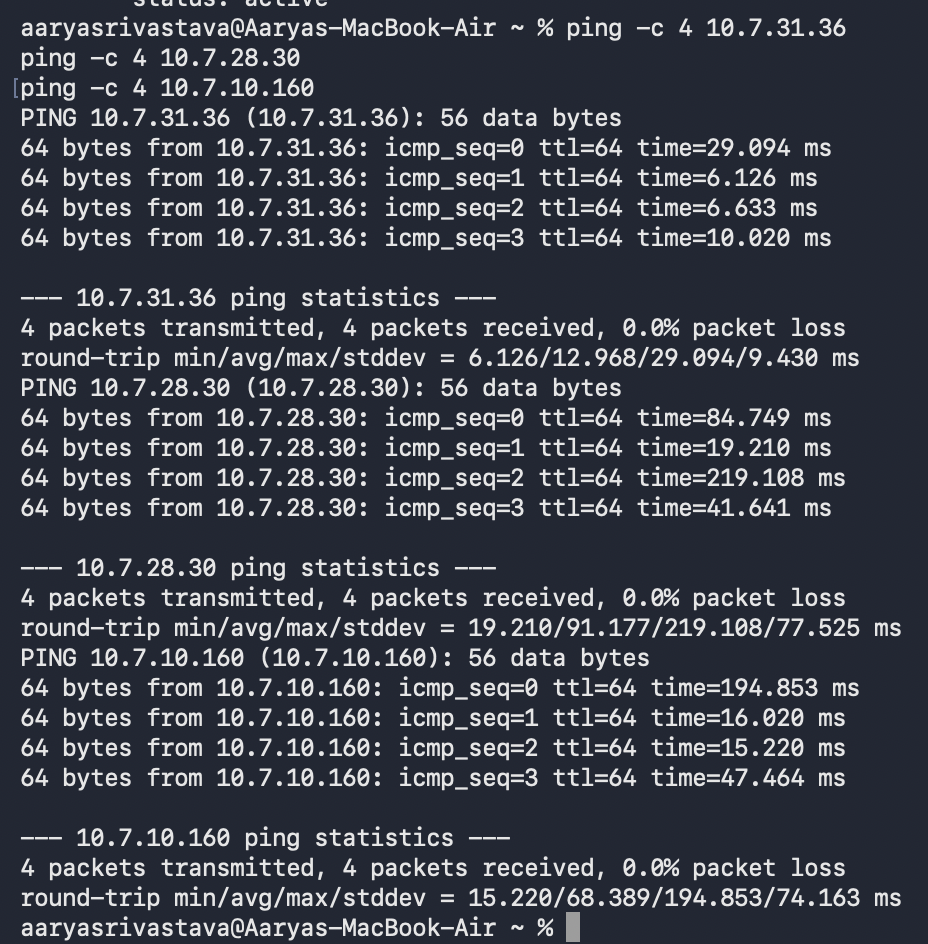 status: active
aaryasrivastava@Aaryas-MacBook-Air ~ % ping -c 4 10.7.31.36
ping -c 4 10.7.28.30
[ping -c 4 10.7.10.160
PING 10.7.31.36 (10.7.31.36): 56 data bytes
64 bytes from 10.7.31.36: icmp_seq=0 ttl=64 time=29.094 ms
64 bytes from 10.7.31.36: icmp_seq=1 ttl=64 time=6.126 ms
64 bytes from 10.7.31.36: icmp_seq=2 ttl=64 time=6.633 ms
64 bytes from 10.7.31.36: icmp_seq=3 ttl=64 time=10.020 ms

--- 10.7.31.36 ping statistics ---
4 packets transmitted, 4 packets received, 0.0% packet loss
round-trip min/avg/max/stddev = 6.126/12.968/29.094/9.430 ms
PING 10.7.28.30 (10.7.28.30): 56 data bytes
64 bytes from 10.7.28.30: icmp_seq=0 ttl=64 time=84.749 ms
64 bytes from 10.7.28.30: icmp_seq=1 ttl=64 time=19.210 ms
64 bytes from 10.7.28.30: icmp_seq=2 ttl=64 time=219.108 ms
64 bytes from 10.7.28.30: icmp_seq=3 ttl=64 time=41.641 ms

--- 10.7.28.30 ping statistics ---
4 packets transmitted, 4 packets received, 0.0% packet loss
round-trip min/avg/max/stddev = 19.210/91.177/219.108/77.525 ms
PING 10.7.10.160 (10.7.10.160): 56 data bytes
64 bytes from 10.7.10.160: icmp_seq=0 ttl=64 time=194.853 ms
64 bytes from 10.7.10.160: icmp_seq=1 ttl=64 time=16.020 ms
64 bytes from 10.7.10.160: icmp_seq=2 ttl=64 time=15.220 ms
64 bytes from 10.7.10.160: icmp_seq=3 ttl=64 time=47.464 ms

--- 10.7.10.160 ping statistics ---
4 packets transmitted, 4 packets received, 0.0% packet loss
round-trip min/avg/max/stddev = 15.220/68.389/194.853/74.163 ms
aaryasrivastava@Aaryas-MacBook-Air ~ %